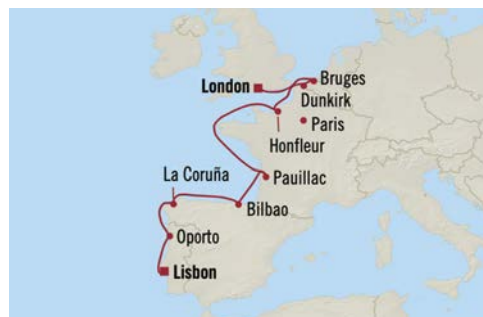 Bruges
London
Dunkirk
Paris
Honfleur
La Coruña
Pauillac
Bilbao
Oporto
Lisbon